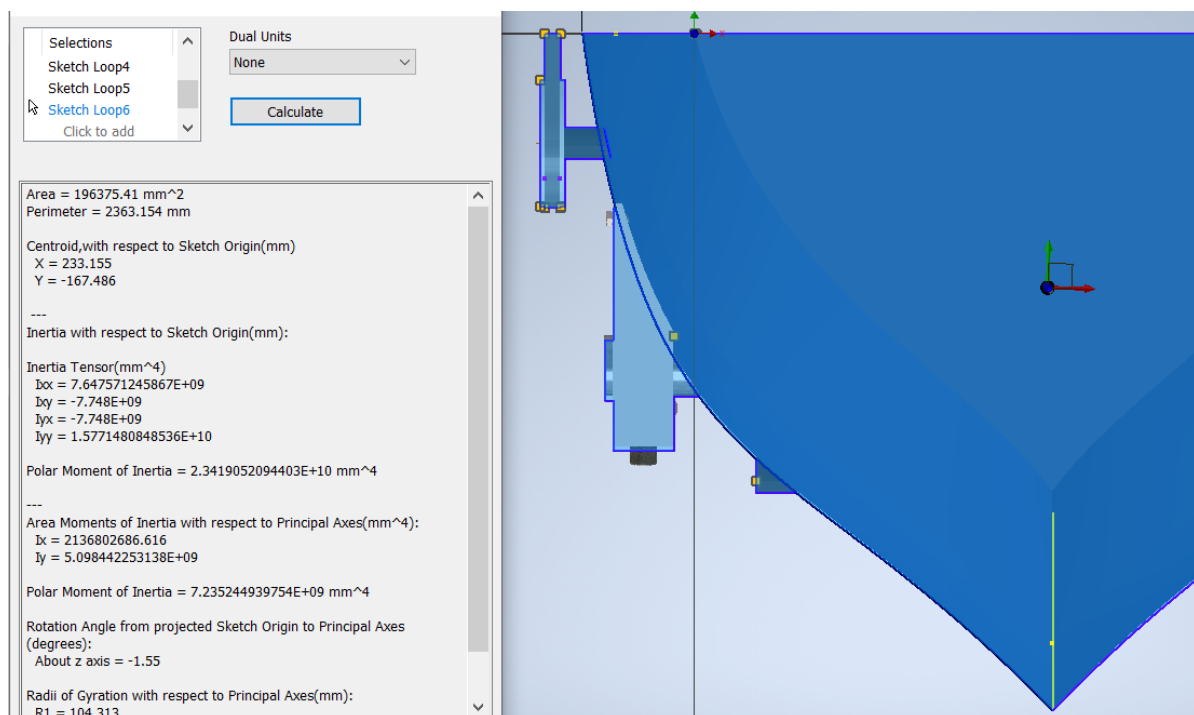 Selections
Sketch Loop4
Sketch Loop5
Sketch Loop6
Click to add
Dual Units
None
Calculate
Area = 196375.41 mm^2
Perimeter = 2363.154 mm
Centroid,with respect to Sketch Origin(mm)
X = 233.155
Y = -167.486
---
Inertia with respect to Sketch Origin(mm):
Inertia Tensor(mm^4)
Ixx = 7.647571245867E+09
Ixy = -7.748E+09
Iyx = -7.748E+09
Iyy = 1.5771480848536E+10
Polar Moment of Inertia = 2.3419052094403E+10 mm^4
---
Area Moments of Inertia with respect to Principal Axes(mm^4):
Ix = 2136802686.616
Iy = 5.098442253138E+09
Polar Moment of Inertia = 7.235244939754E+09 mm^4
Rotation Angle from projected Sketch Origin to Principal Axes
(degrees):
About z axis = -1.55
Radii of Gyration with respect to Principal Axes(mm):
R1 = 104.313